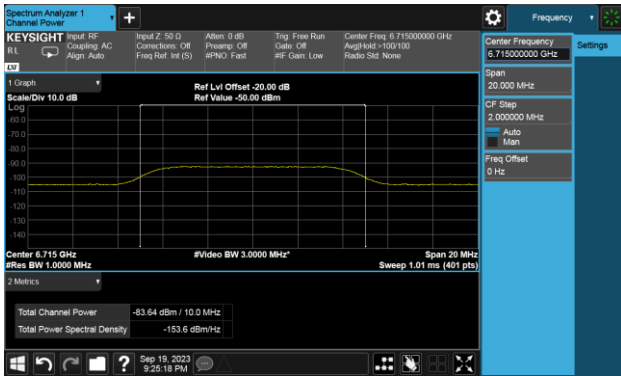 Spectrum Analyzer 1
Channel Power
+
Frequency
KEYSIGHT
RL
Input: RF
Coupling: AC
Align: Auto
Input Z: 50 Ω
Corrections: Off
Freq Ref: Int (S)
Atten: 0 dB
Preamp: Off
#PNO: Fast
Trig: Free Run
Gate: Off
#IF Gain: Low
Center Freq: 6.715000000 GHz
Avg|Hold:>100/100
Radio Std: None
LXI
Center Frequency
6.715000000 GHz
Settings
Span
20.000 MHz
CF Step
2.000000 MHz
Auto
Man
Freq Offset
0 Hz
1 Graph
Ref Lvl Offset -20.00 dB
Scale/Div 10.0 dB
Ref Value -50.00 dBm
Log
-60.0
-70.0
-80.0
-90.0
-100
-110
-120
-130
-140
Center 6.715 GHz
#Video BW 3.0000 MHz*
Span 20 MHz
#Res BW 1.0000 MHz
Sweep 1.01 ms (401 pts)
2 Metrics
Total Channel Power
-83.64 dBm / 10.0 MHz
Total Power Spectral Density
-153.6 dBm/Hz
?
Sep 19, 2023
9:25:18 PM